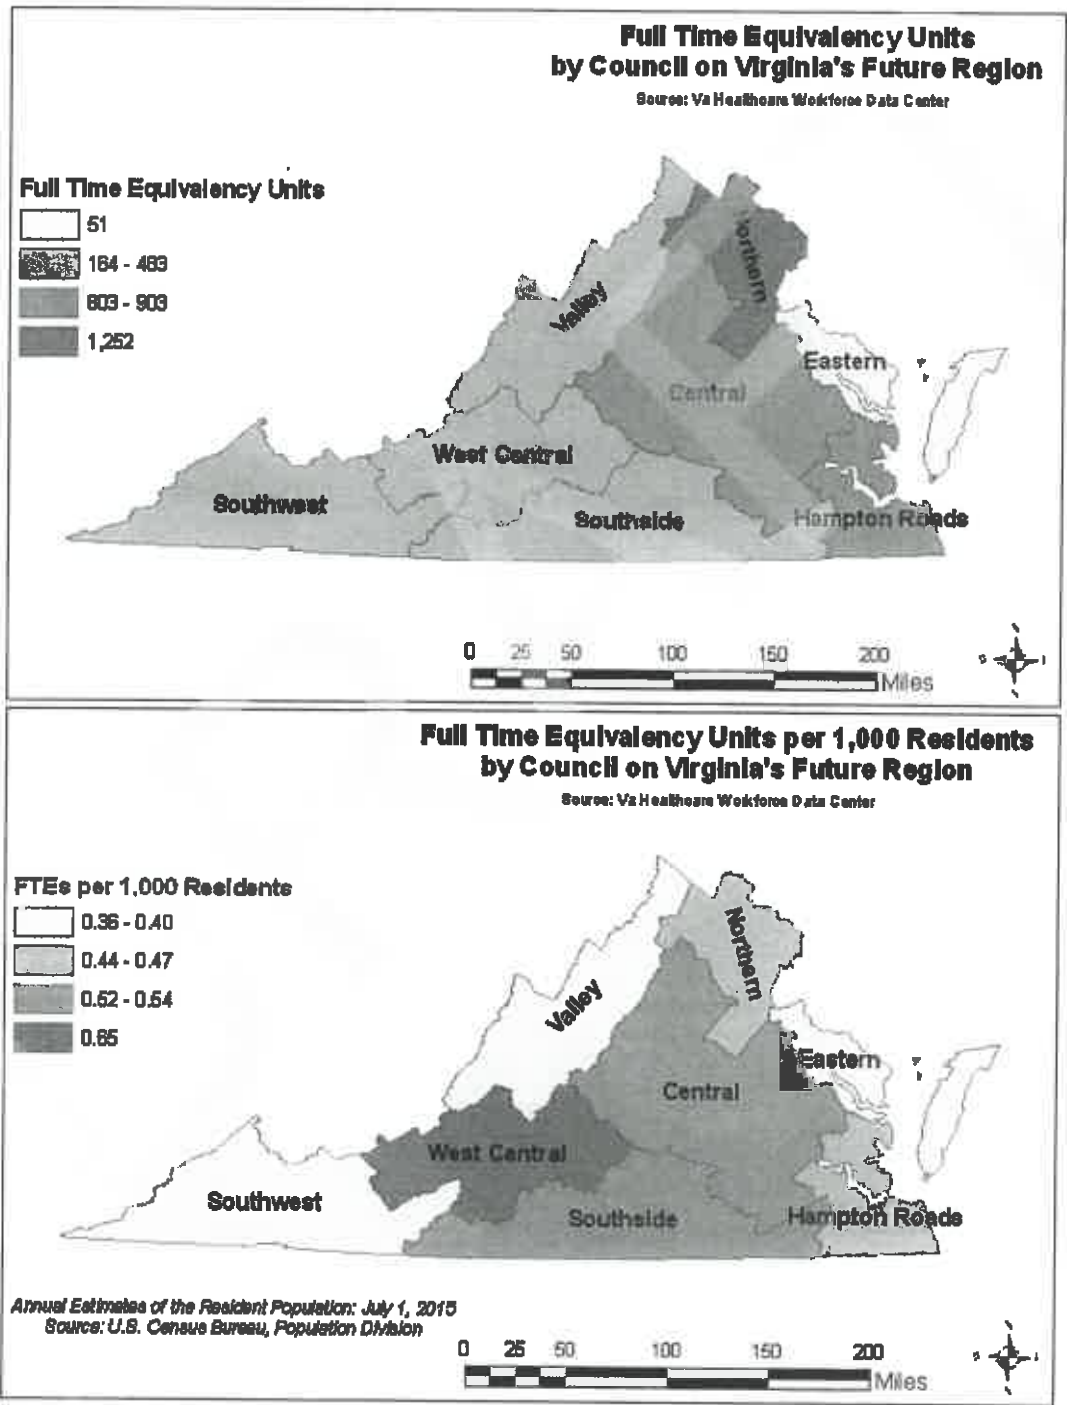 Full Time Equivalency Units
by Council on Virginia's Future Region
Source: Va Healthcare Workforce Data Center
Full Time Equivalency Units
51
164 - 483
803 - 903
1,252
Northern
Valley
Eastern
Central
West Central
Southwest
Southside
Hampton Roads
0 25 50 100 150 200
Miles
Full Time Equivalency Units per 1,000 Residents
by Council on Virginia's Future Region
Source: Va Healthcare Workforce Data Center
FTEs per 1,000 Residents
0.36 - 0.40
0.44 - 0.47
0.52 - 0.54
0.65
Northern
Valley
Eastern
Central
West Central
Southwest
Southside
Hampton Roads
Annual Estimates of the Resident Population: July 1, 2015
Source: U.S. Census Bureau, Population Division
0 25 50 100 150 200
Miles